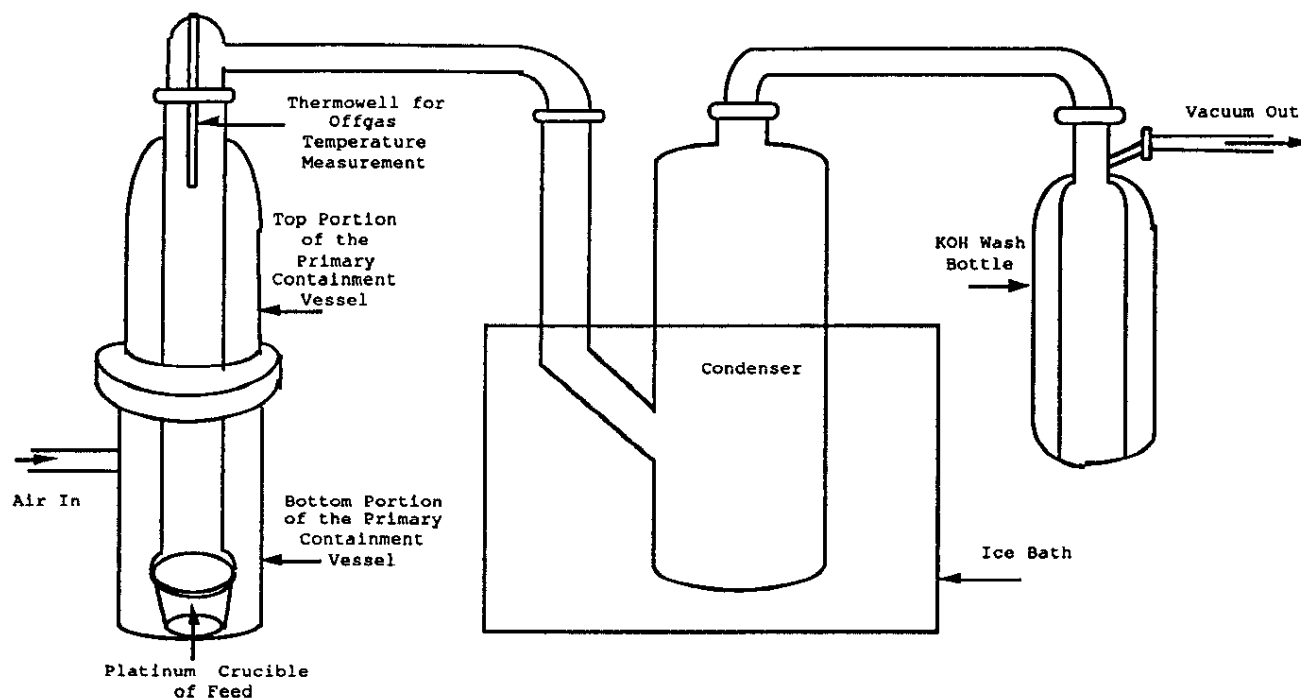 Thermowell for
Offgas
Temperature
Measurement
Vacuum Out
Top Portion
of the
Primary
Containment
Vessel
KOH Wash
Bottle
Condenser
Air In
Bottom Portion
of the Primary
Containment
Vessel
Ice Bath
Platinum Crucible
of Feed